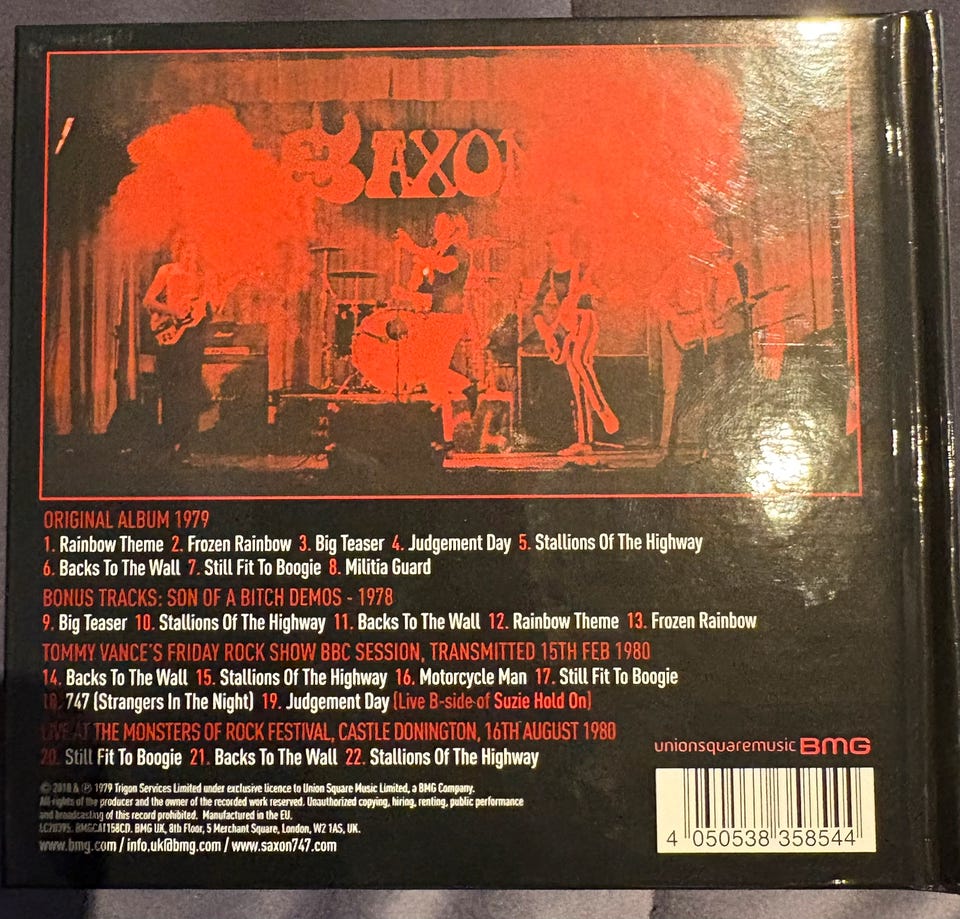 SAXON
ORIGINAL ALBUM 1979
1. Rainbow Theme 2. Frozen Rainbow 3. Big Teaser 4. Judgement Day 5. Stallions Of The Highway
6. Backs To The Wall 7. Still Fit To Boogie 8. Militia Guard
BONUS TRACKS: SON OF A BITCH DEMOS - 1978
9. Big Teaser 10. Stallions Of The Highway 11. Backs To The Wall 12. Rainbow Theme 13. Frozen Rainbow
TOMMY VANCE'S FRIDAY ROCK SHOW BBC SESSION, TRANSMITTED 15TH FEB 1980
14. Backs To The Wall 15. Stallions Of The Highway 16. Motorcycle Man 17. Still Fit To Boogie
18. 747 (Strangers In The Night) 19. Judgement Day (Live B-side of Suzie Hold On)
LIVE AT THE MONSTERS OF ROCK FESTIVAL, CASTLE DONINGTON, 16TH AUGUST 1980
20. Still Fit To Boogie 21. Backs To The Wall 22. Stallions Of The Highway
unionsquaremusic BMG
© 2018 & ℗ 1979 Trigon Services Limited under exclusive licence to Union Square Music Limited, a BMG Company.
All rights of the producer and the owner of the recorded work reserved. Unauthorized copying, hiring, renting, public performance
and broadcasting of this record prohibited. Manufactured in the EU.
LC20395. BMGCAT158CD. BMG UK, 8th Floor, 5 Merchant Square, London, W2 1AS, UK.
www.bmg.com / info.uk@bmg.com / www.saxon747.com
4 050538 358544